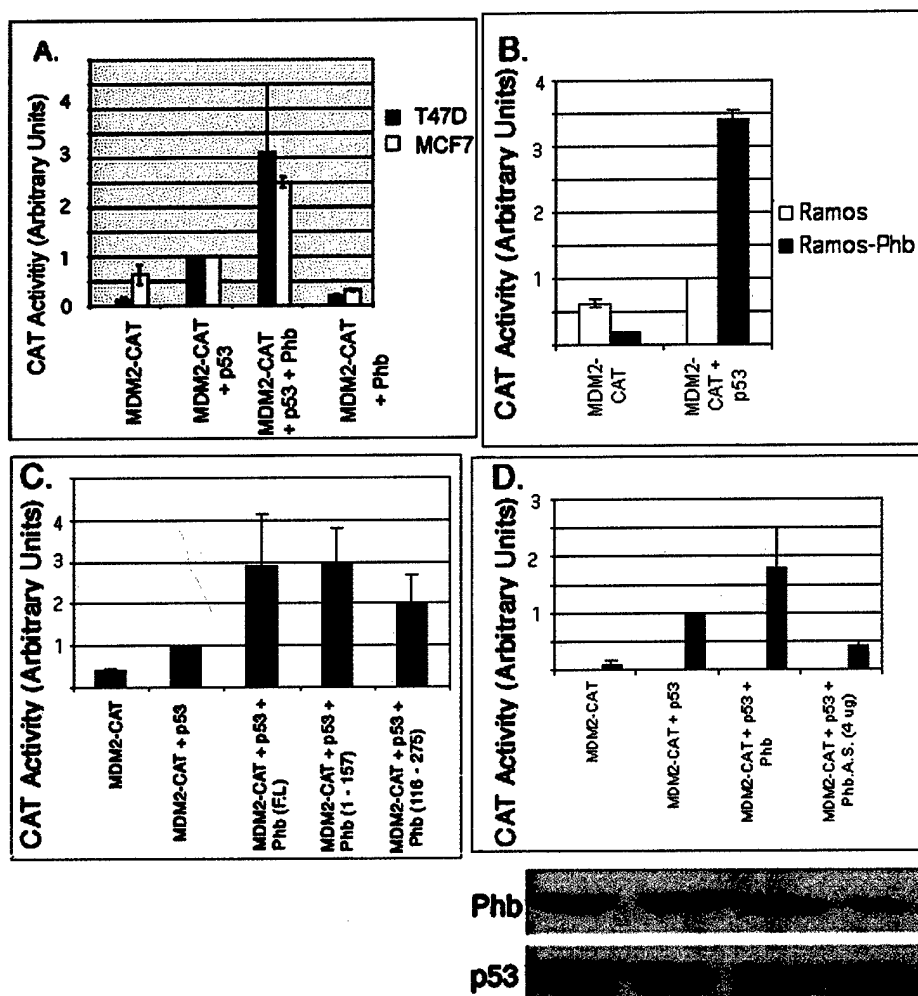 A.
CAT Activitiy (Arbitrary Units)
4
3
2
1
0
T47D
MCF7
MDM2-CAT
MDM2-CAT
+ p53
MDM2-CAT
+ p53 + Phb
MDM2-CAT
+ Phb
B.
CAT Activity (Arbitrary Units)
4
3
2
1
Ramos
Ramos-Phb
MDM2-
CAT
MDM2-
CAT +
p53
C.
CAT Activity (Arbitrary Units)
4
3
2
1
MDM2-CAT
MDM2-CAT + p53
MDM2-CAT + p53 +
Phb (F.L)
MDM2-CAT + p53 +
Phb (1 - 157)
MDM2-CAT + p53 +
Phb (116 - 275)
D.
CAT Activity (Arbitrary Units)
3
2
1
MDM2-CAT
MDM2-CAT + p53
MDM2-CAT + p53 +
Phb
MDM2-CAT + p53 +
Phb.A.S. (4 ug)
Phb
p53